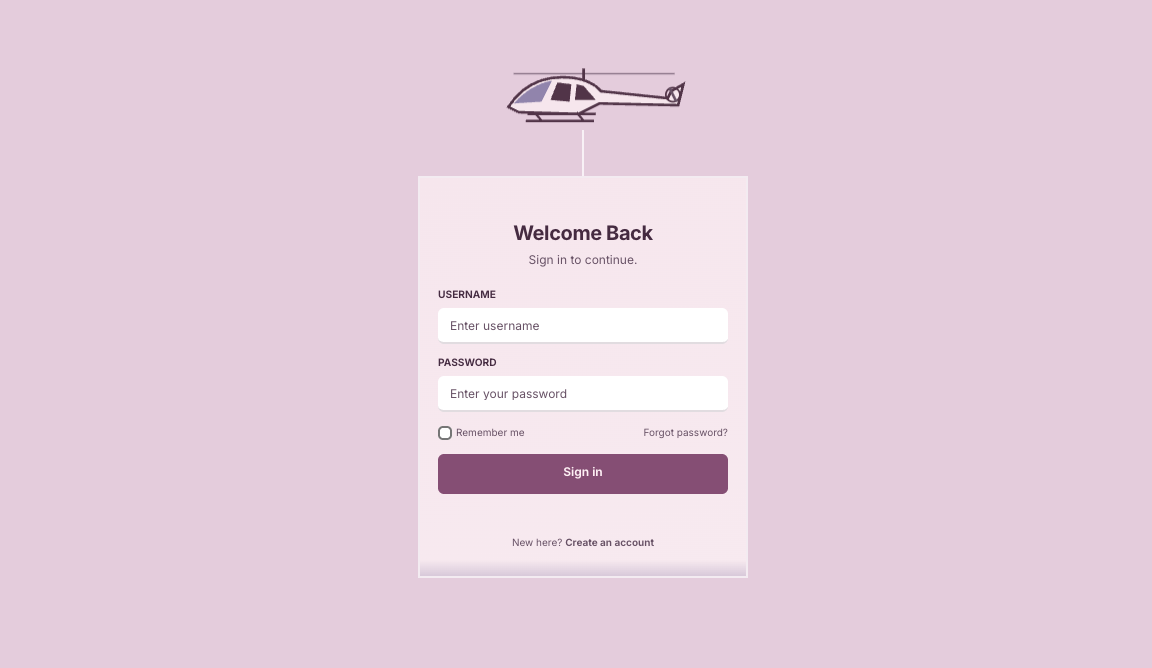 Welcome Back
Sign in to continue.
USERNAME
Enter username
PASSWORD
Enter your password
Remember me Forgot password?
Sign in
New here? Create an account